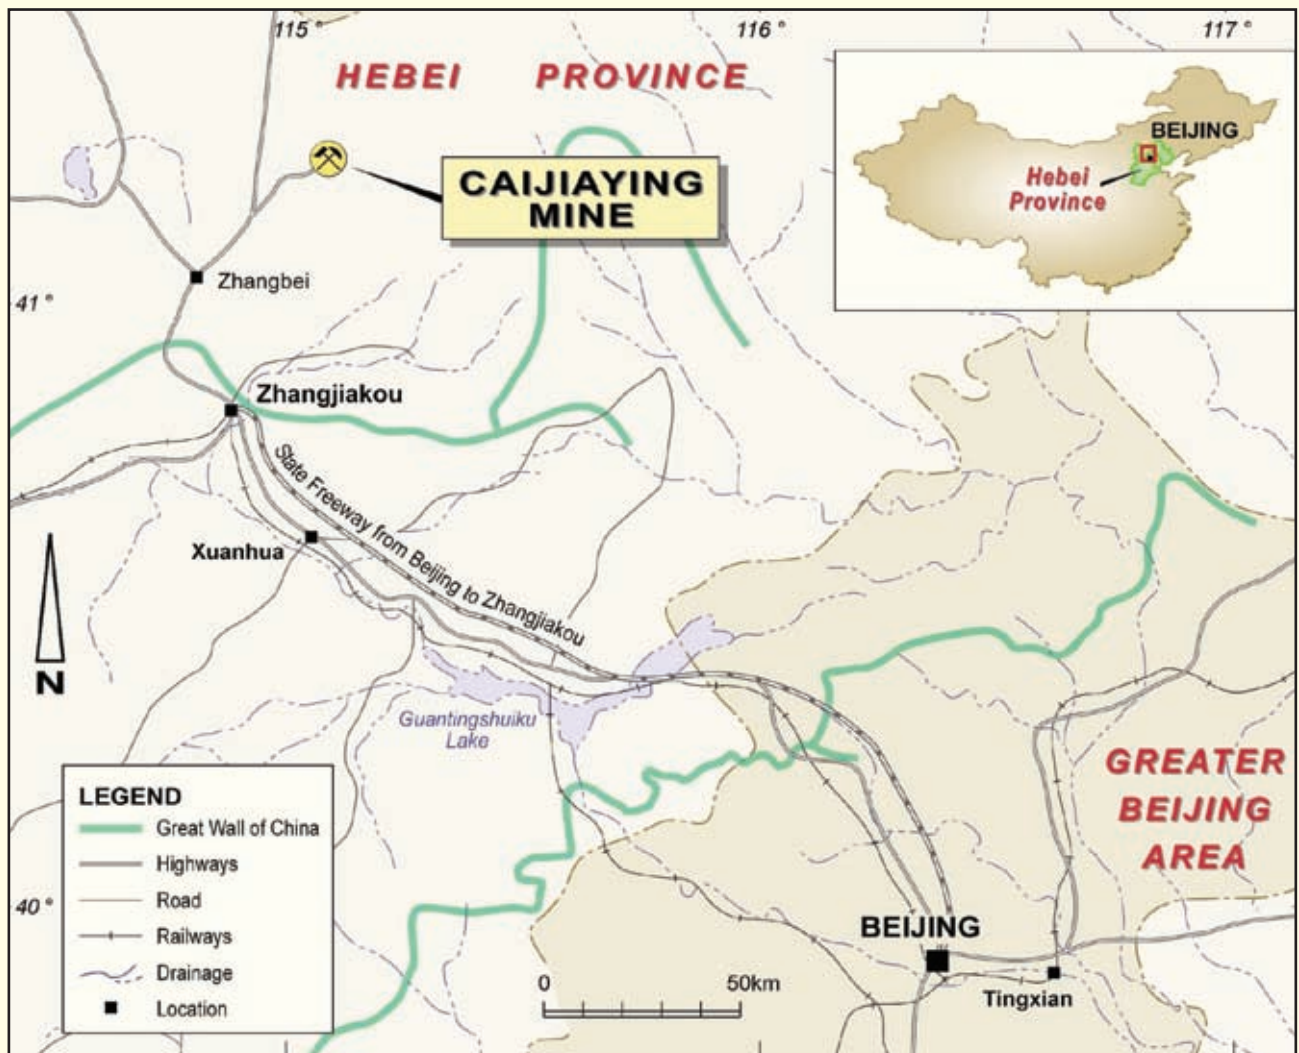 115 °
116 °
117 °
HEBEI PROVINCE
BEIJING
Hebei
Province
CAIJIAYING
MINE
Zhangbei
41 °
Zhangjiakou
State Freeway from Beijing to Zhangjiakou
Xuanhua
N
Guantingshuiku
Lake
GREATER
BEIJING
AREA
LEGEND
Great Wall of China
Highways
Road
Railways
Drainage
Location
40 °
BEIJING
Tingxian
0 50km